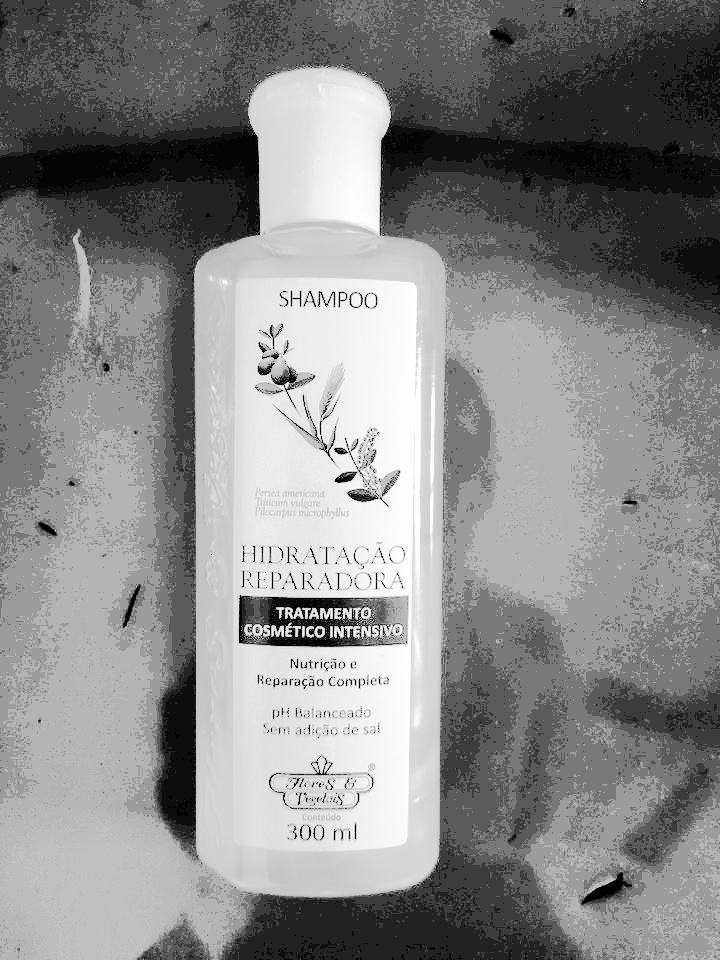 SHAMPOO
Persea americana
Triticum vulgare
Pilocarpus microphyllus
HIDRATAÇÃO
REPARADORA
TRATAMENTO
COSMÉTICO INTENSIVO
Nutrição e
Reparação Completa
pH Balanceado
Sem adição de sal
Flores &
Vegetais
®
Conteúdo
300 ml